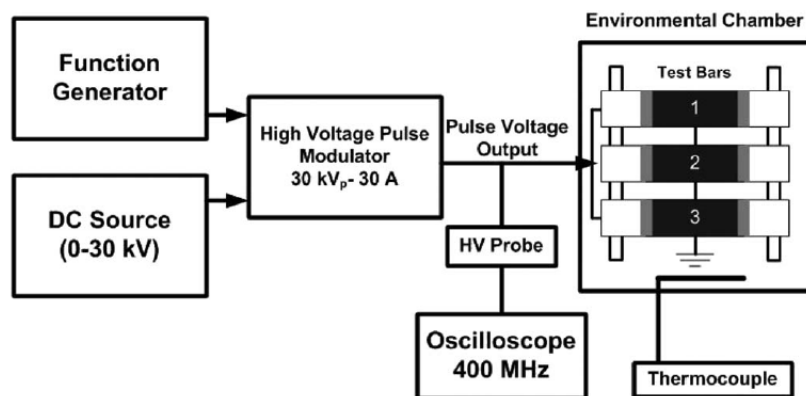 Environmental Chamber
Function
Generator
DC Source
(0-30 kV)
High Voltage Pulse
Modulator
30 kVp- 30 A
Pulse Voltage
Output
HV Probe
Oscilloscope
400 MHz
Test Bars
1
2
3
Thermocouple